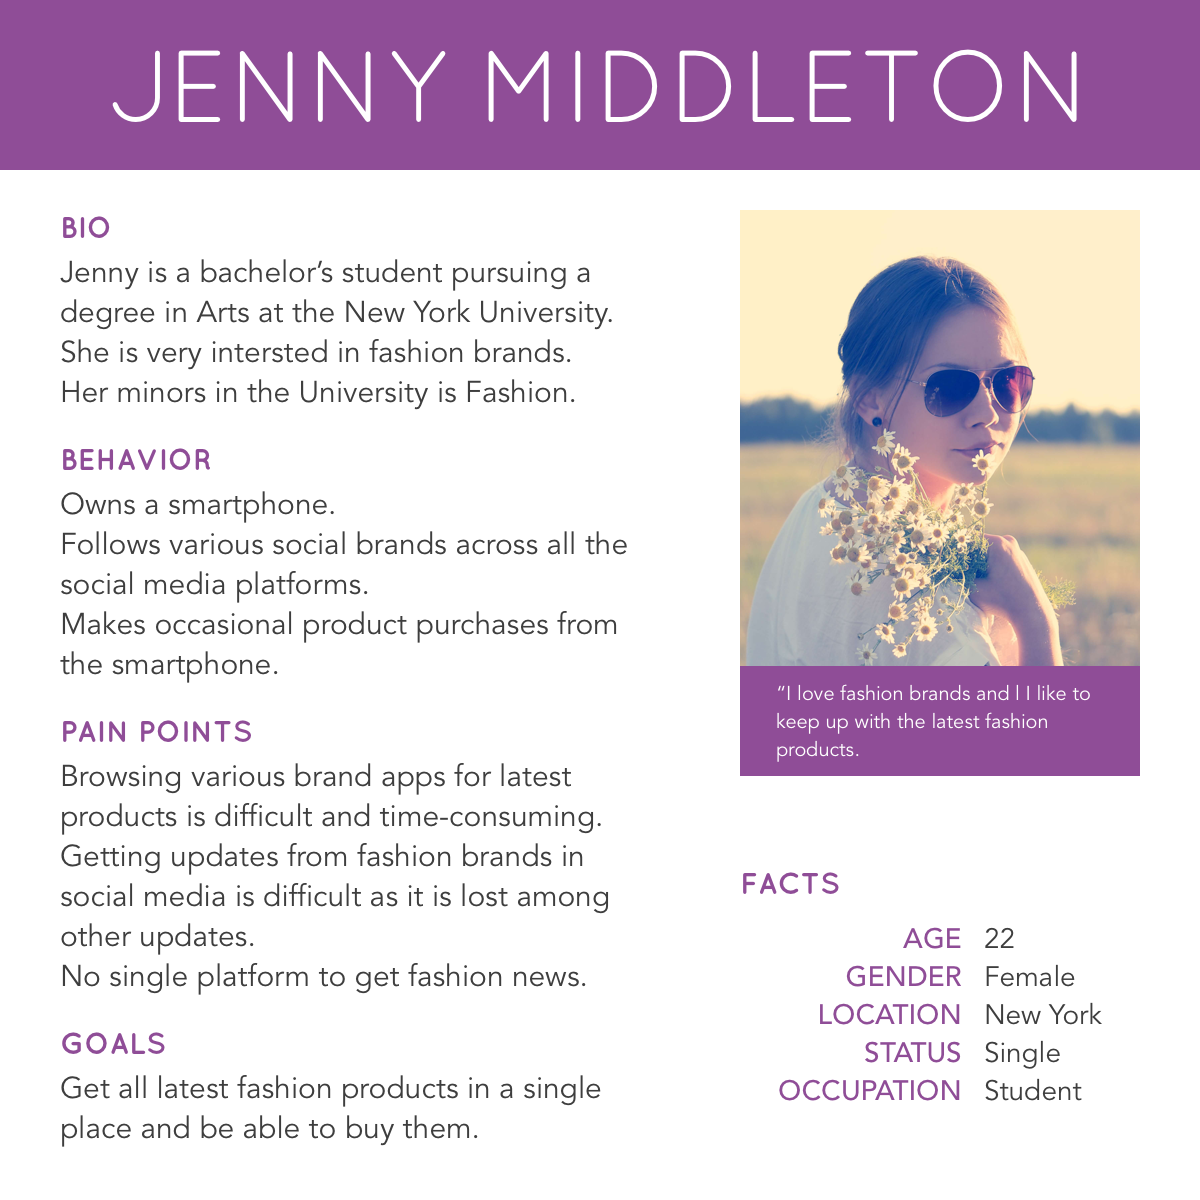 JENNY MIDDLETON
BIO
Jenny is a bachelor’s student pursuing a
degree in Arts at the New York University.
She is very intersted in fashion brands.
Her minors in the University is Fashion.
BEHAVIOR
Owns a smartphone.
Follows various social brands across all the
social media platforms.
Makes occasional product purchases from
the smartphone.
PAIN POINTS
Browsing various brand apps for latest
products is difficult and time-consuming.
Getting updates from fashion brands in
social media is difficult as it is lost among
other updates.
No single platform to get fashion news.
GOALS
Get all latest fashion products in a single
place and be able to buy them.
“I love fashion brands and l I like to
keep up with the latest fashion
products.
FACTS
AGE 22
GENDER Female
LOCATION New York
STATUS Single
OCCUPATION Student